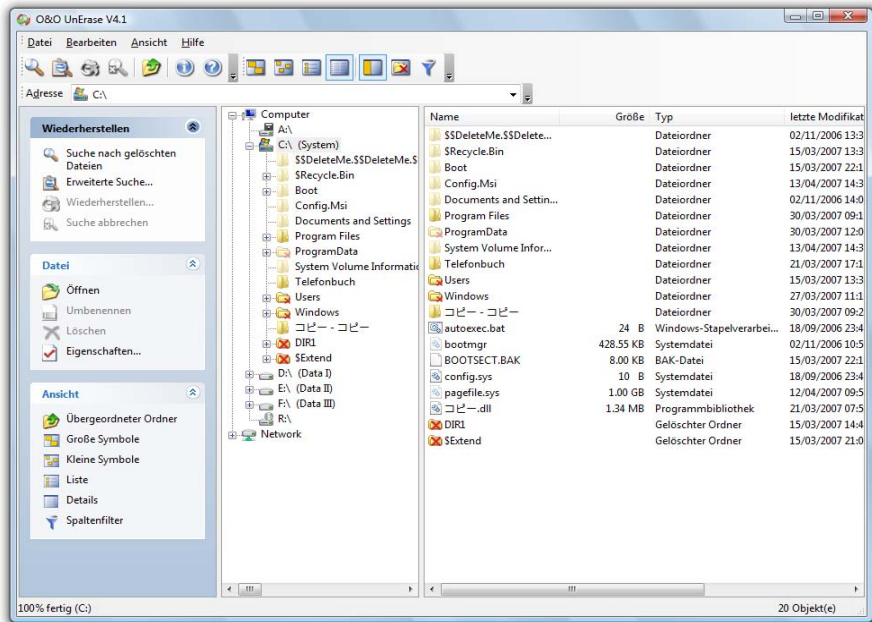 O&O UnErase V4.1
Datei Bearbeiten Ansicht Hilfe
Adresse C:\
Wiederherstellen
Suche nach gelöschten
Dateien
Erweiterte Suche...
Wiederherstellen...
Suche abbrechen
Datei
Öffnen
Umbenennen
Löschen
Eigenschaften...
Ansicht
Übergeordneter Ordner
Große Symbole
Kleine Symbole
Liste
Details
Spaltenfilter
Computer
A:\
C:\ (System)
$$DeleteMe.$$DeleteMe.$
$Recycle.Bin
Boot
Config.Msi
Documents and Settings
Program Files
ProgramData
System Volume Informatic
Telefonbuch
Users
Windows
コピー - コピー
DIR1
$Extend
D:\ (Data I)
E:\ (Data II)
F:\ (Data III)
R:\
Network
Name Größe Typ letzte Modifikat
$$DeleteMe.$$Delete... Dateiordner 02/11/2006 13:3
$Recycle.Bin Dateiordner 15/03/2007 13:3
Boot Dateiordner 15/03/2007 22:1
Config.Msi Dateiordner 13/04/2007 14:3
Documents and Settin... Dateiordner 02/11/2006 14:0
Program Files Dateiordner 30/03/2007 09:1
ProgramData Dateiordner 30/03/2007 12:0
System Volume Infor... Dateiordner 13/04/2007 14:3
Telefonbuch Dateiordner 21/03/2007 17:1
Users Dateiordner 15/03/2007 13:3
Windows Dateiordner 27/03/2007 11:1
コピー - コピー Dateiordner 30/03/2007 09:2
autoexec.bat 24 B Windows-Stapelverarbei... 18/09/2006 23:4
bootmgr 428.55 KB Systemdatei 02/11/2006 10:5
BOOTSECT.BAK 8.00 KB BAK-Datei 15/03/2007 22:1
config.sys 10 B Systemdatei 18/09/2006 23:4
pagefile.sys 1.00 GB Systemdatei 12/04/2007 09:5
コピー.dll 1.34 MB Programmbibliothek 21/03/2007 07:5
DIR1 Gelöschter Ordner 15/03/2007 14:4
$Extend Gelöschter Ordner 15/03/2007 21:0
100% fertig (C:)
20 Objekt(e)